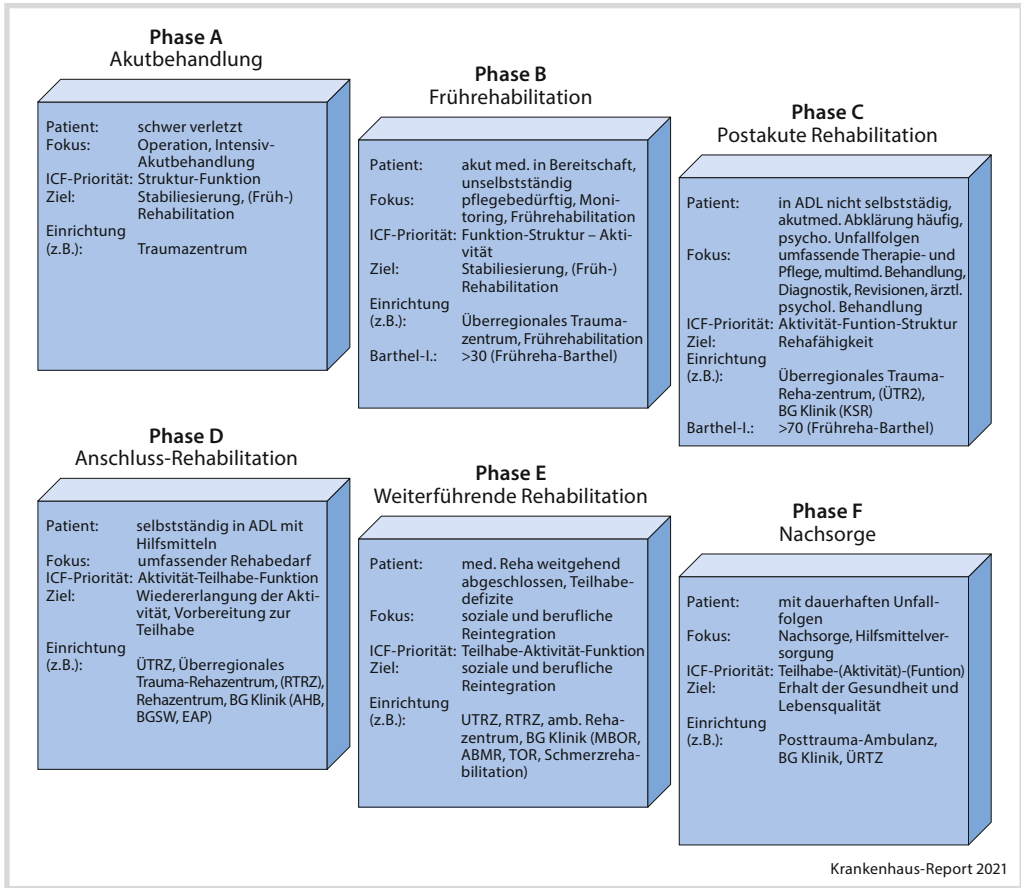 Phase A
Akutbehandlung
Patient: schwer verletzt
Fokus: Operation, Intensiv-
Akutbehandlung
ICF-Priorität: Struktur-Funktion
Ziel: Stabiliesierung, (Früh-)
Rehabilitation
Einrichtung
(z.B.): Traumazentrum
Phase B
Frührehabilitation
Patient: akut med. in Bereitschaft,
unselbstständig
Fokus: pflegebedürftig, Moni-
toring, Frührehabilitation
ICF-Priorität: Funktion-Struktur – Akti-
vität
Ziel: Stabiliesierung, (Früh-)
Rehabilitation
Einrichtung
(z.B.): Überregionales Trauma-
zentrum, Frührehabilitation
Barthel-I.: >30 (Frühreha-Barthel)
Phase C
Postakute Rehabilitation
Patient: in ADL nicht selbststädig,
akutmed. Abklärung häufig,
psycho. Unfallfolgen
Fokus: umfassende Therapie- und
Pflege, multimd. Behandlung,
Diagnostik, Revisionen, ärztl.
psychol. Behandlung
ICF-Priorität: Aktivität-Funtion-Struktur
Ziel: Rehafähigkeit
Einrichtung
(z.B.): Überregionales Trauma-
Reha-zentrum, (ÜTR2),
BG Klinik (KSR)
Barthel-I.: >70 (Frühreha-Barthel)
Phase D
Anschluss-Rehabilitation
Patient: selbstständig in ADL mit
Hilfsmitteln
Fokus: umfassender Rehabedarf
ICF-Priorität: Aktivität-Teilhabe-Funktion
Ziel: Wiedererlangung der Akti-
vität, Vorbereitung zur
Teilhabe
Einrichtung
(z.B.): ÜTRZ, Überregionales
Trauma-Rehazentrum, (RTRZ),
Rehazentrum, BG Klinik (AHB,
BGSW, EAP)
Phase E
Weiterführende Rehabilitation
Patient: med. Reha weitgehend
abgeschlossen, Teilhabe-
defizite
Fokus: soziale und berufliche
Reintegration
ICF-Priorität: Teilhabe-Aktivität-Funktion
Ziel: soziale und berufliche
Reintegration
Einrichtung
(z.B.): UTRZ, RTRZ, amb. Reha-
zentrum, BG Klinik (MBOR,
ABMR, TOR, Schmerzreha-
bilitation)
Phase F
Nachsorge
Patient: mit dauerhaften Unfall-
folgen
Fokus: Nachsorge, Hilfsmittelver-
sorgung
ICF-Priorität: Teilhabe-(Aktivität)-(Funtion)
Ziel: Erhalt der Gesundheit und
Lebensqualität
Einrichtung
(z.B.): Posttrauma-Ambulanz,
BG Klinik, ÜRTZ
Krankenhaus-Report 2021